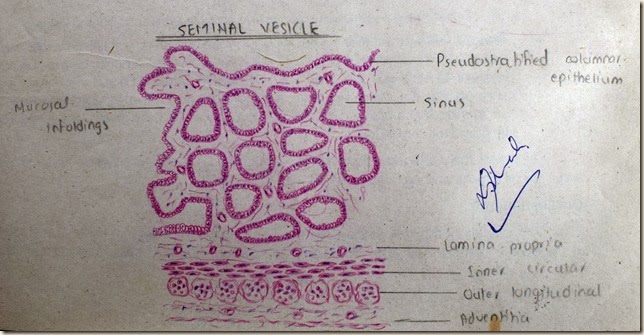 SEMINAL VESICLE
Pseudostratified columnar
epithelium
Mucosal
infoldings
Sinus
Lamina propria
Inner circular
Outer longitudinal
Adventitia